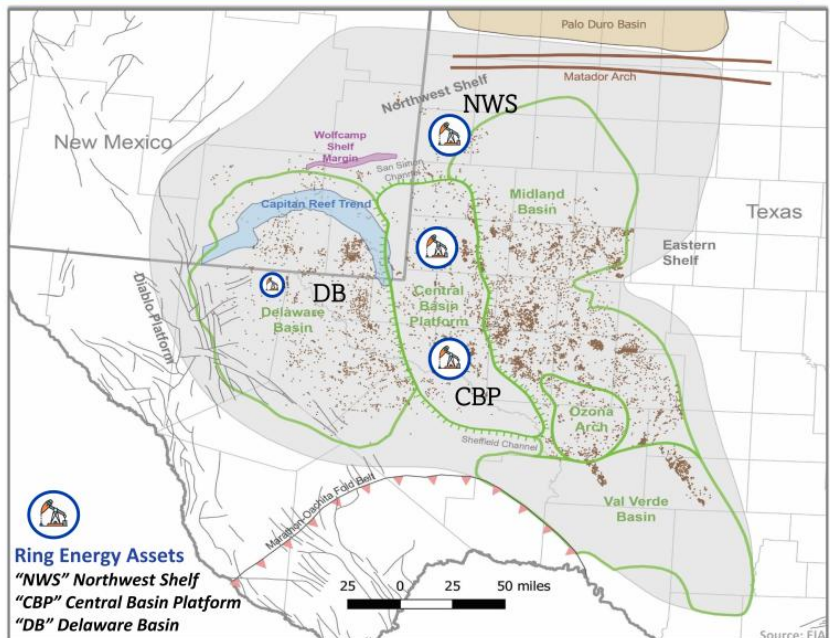 Palo Duro Basin
Matador Arch
Northwest Shelf
NWS
New Mexico
Wolfcamp
Shelf
Margin
San Simon
Channel
Capitan Reef Trend
Midland
Basin
Texas
Eastern
Shelf
Diablo Platform
DB
Delaware
Basin
Central
Basin
Platform
CBP
Ozona
Arch
Sheffield Channel
Val Verde
Basin
Marathon-Oachita Fold Belt
Ring Energy Assets
“NWS” Northwest Shelf
“CBP” Central Basin Platform
“DB” Delaware Basin
25 0 25 50 miles
Source: EIA